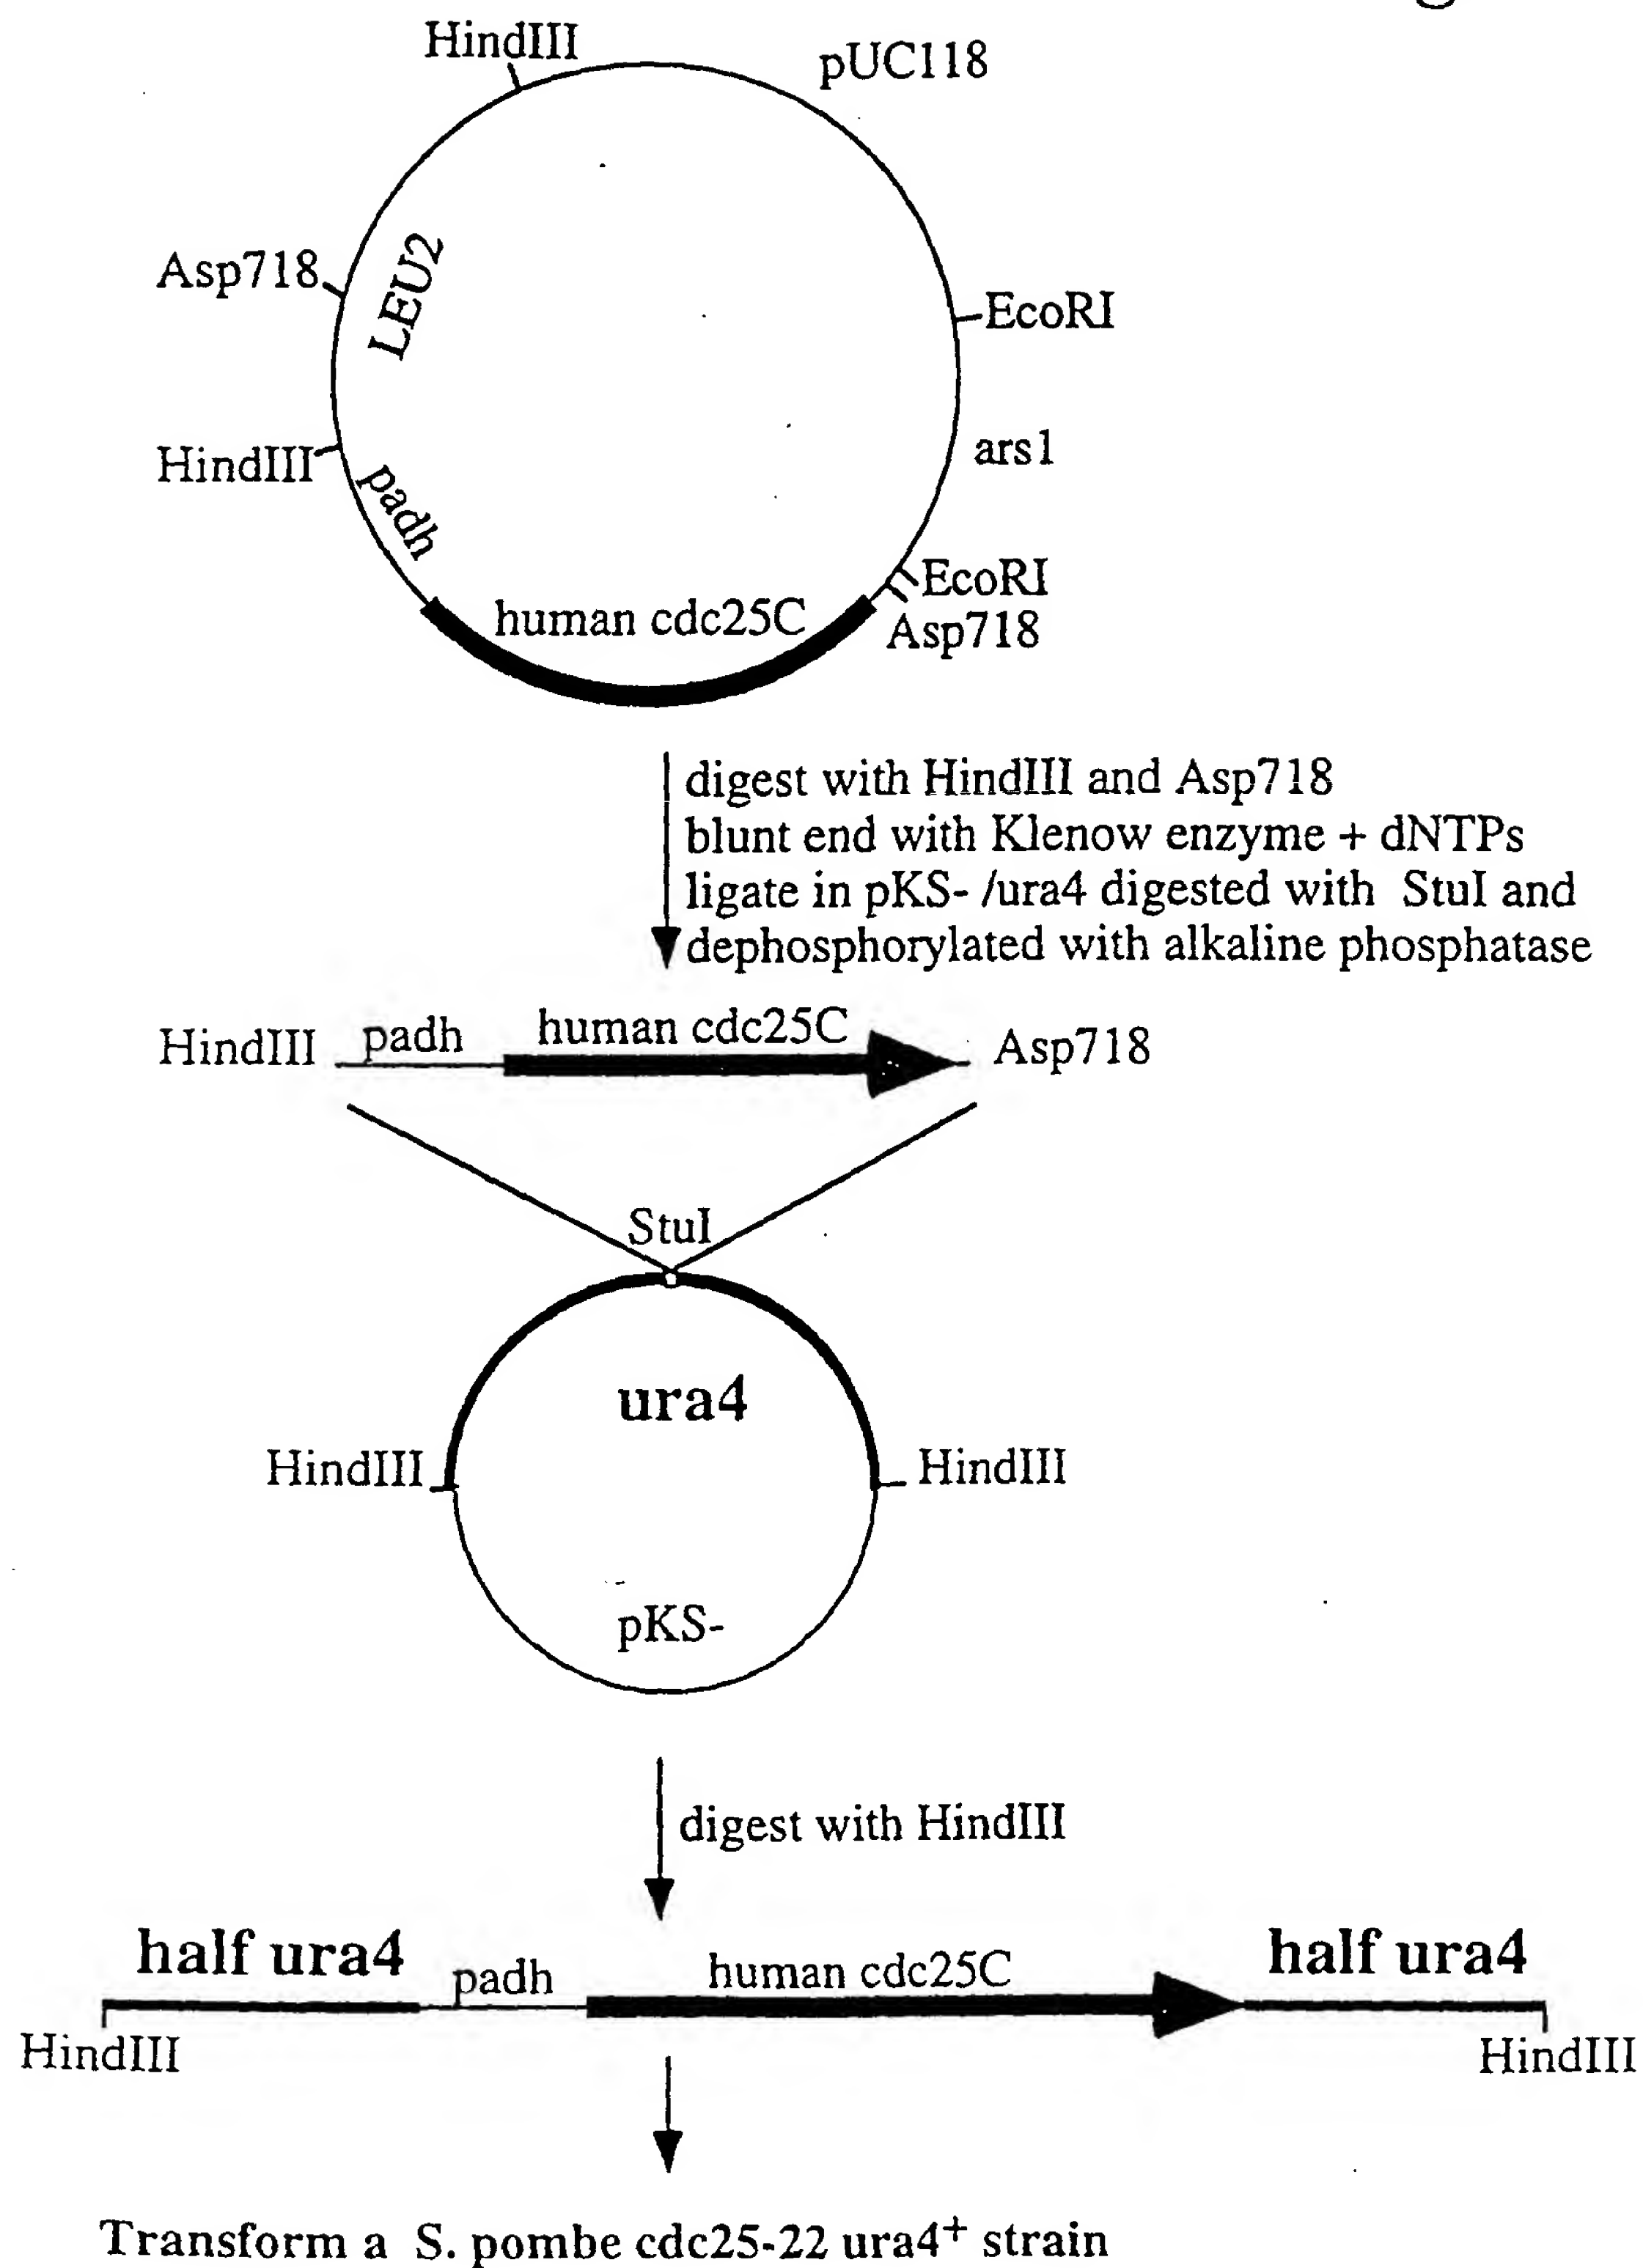 HindIII
pUC118
Asp718
LEU2
EcoRI
HindIII
padh
ars1
EcoRI
human cdc25C
Asp718
digest with HindIII and Asp718
blunt end with Klenow enzyme + dNTPs
ligate in pKS- /ura4 digested with StuI and
dephosphorylated with alkaline phosphatase
HindIII
padh
human cdc25C
Asp718
StuI
ura4
HindIII
HindIII
pKS-
digest with HindIII
half ura4
padh
human cdc25C
half ura4
HindIII
HindIII
Transform a S. pombe cdc25-22 ura4+ strain